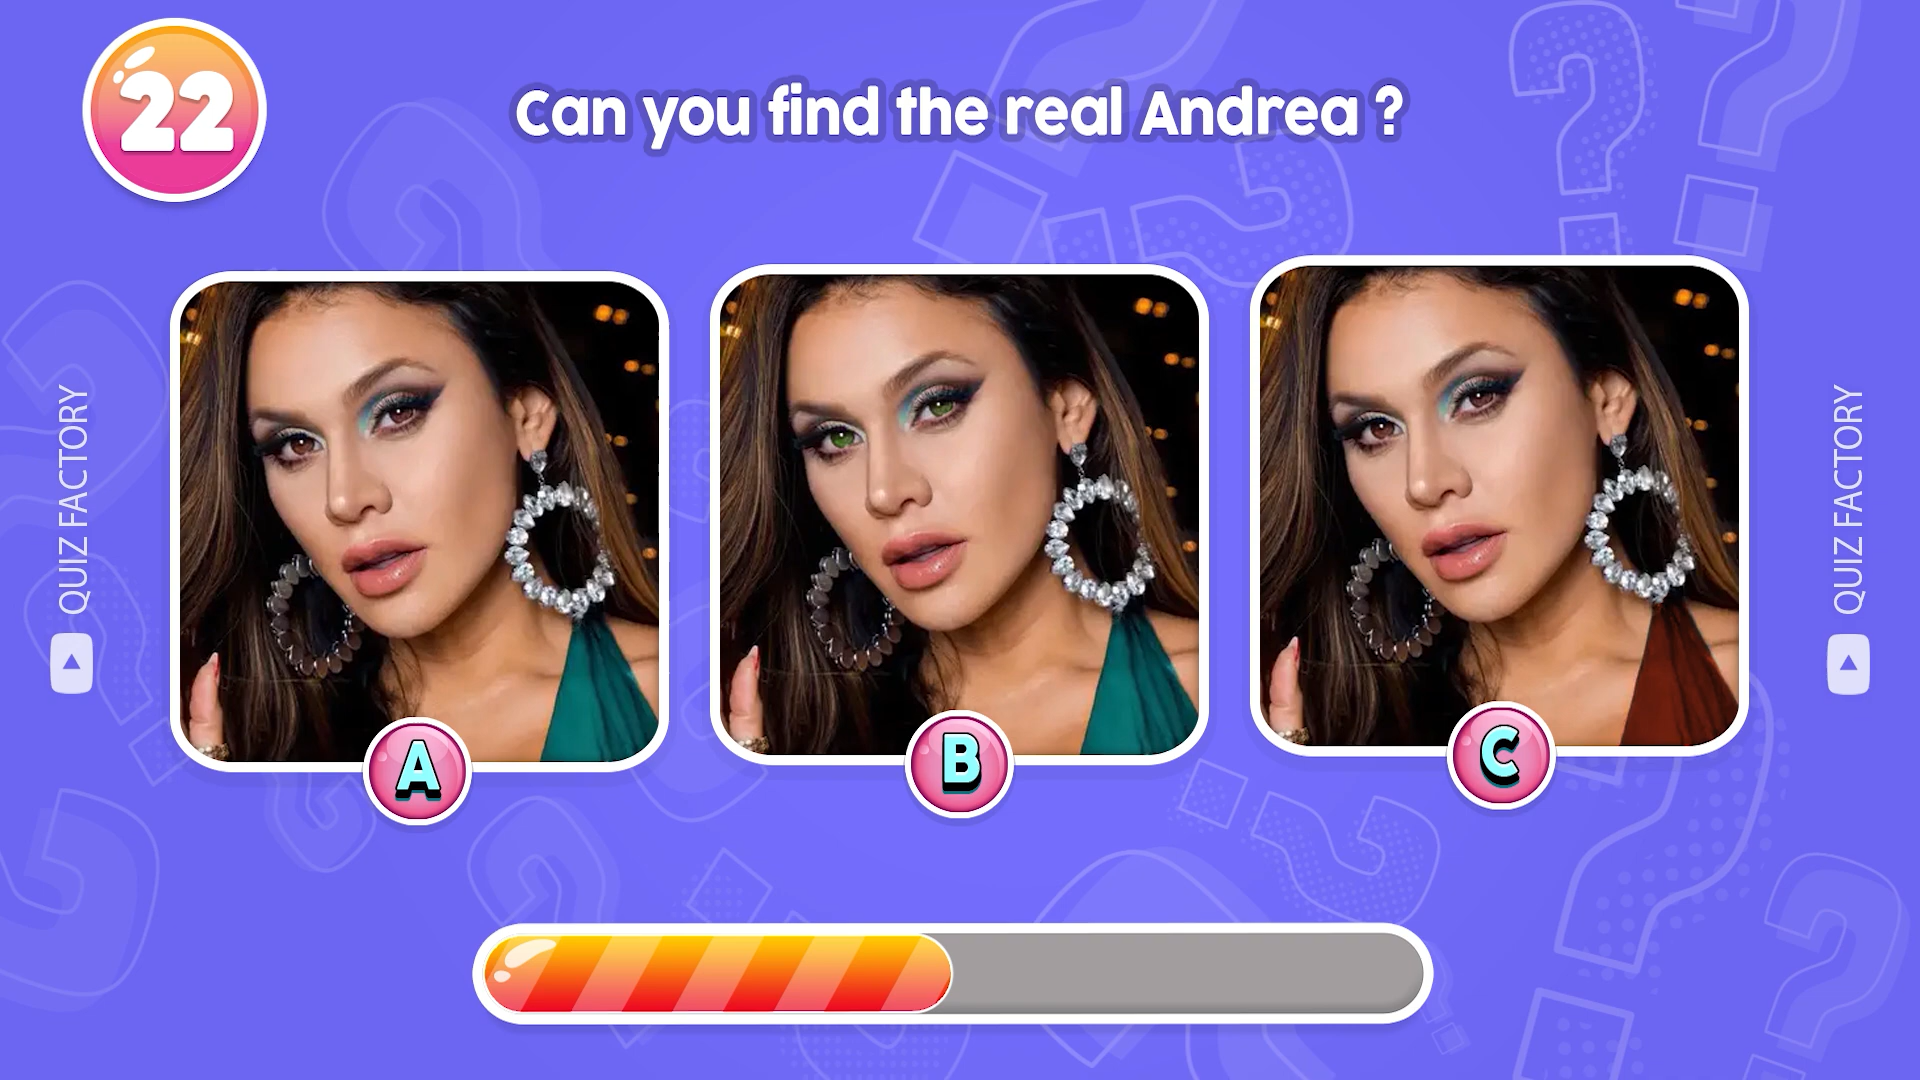 22
Can you find the real Andrea ?
QUIZ FACTORY
QUIZ FACTORY
A
B
C